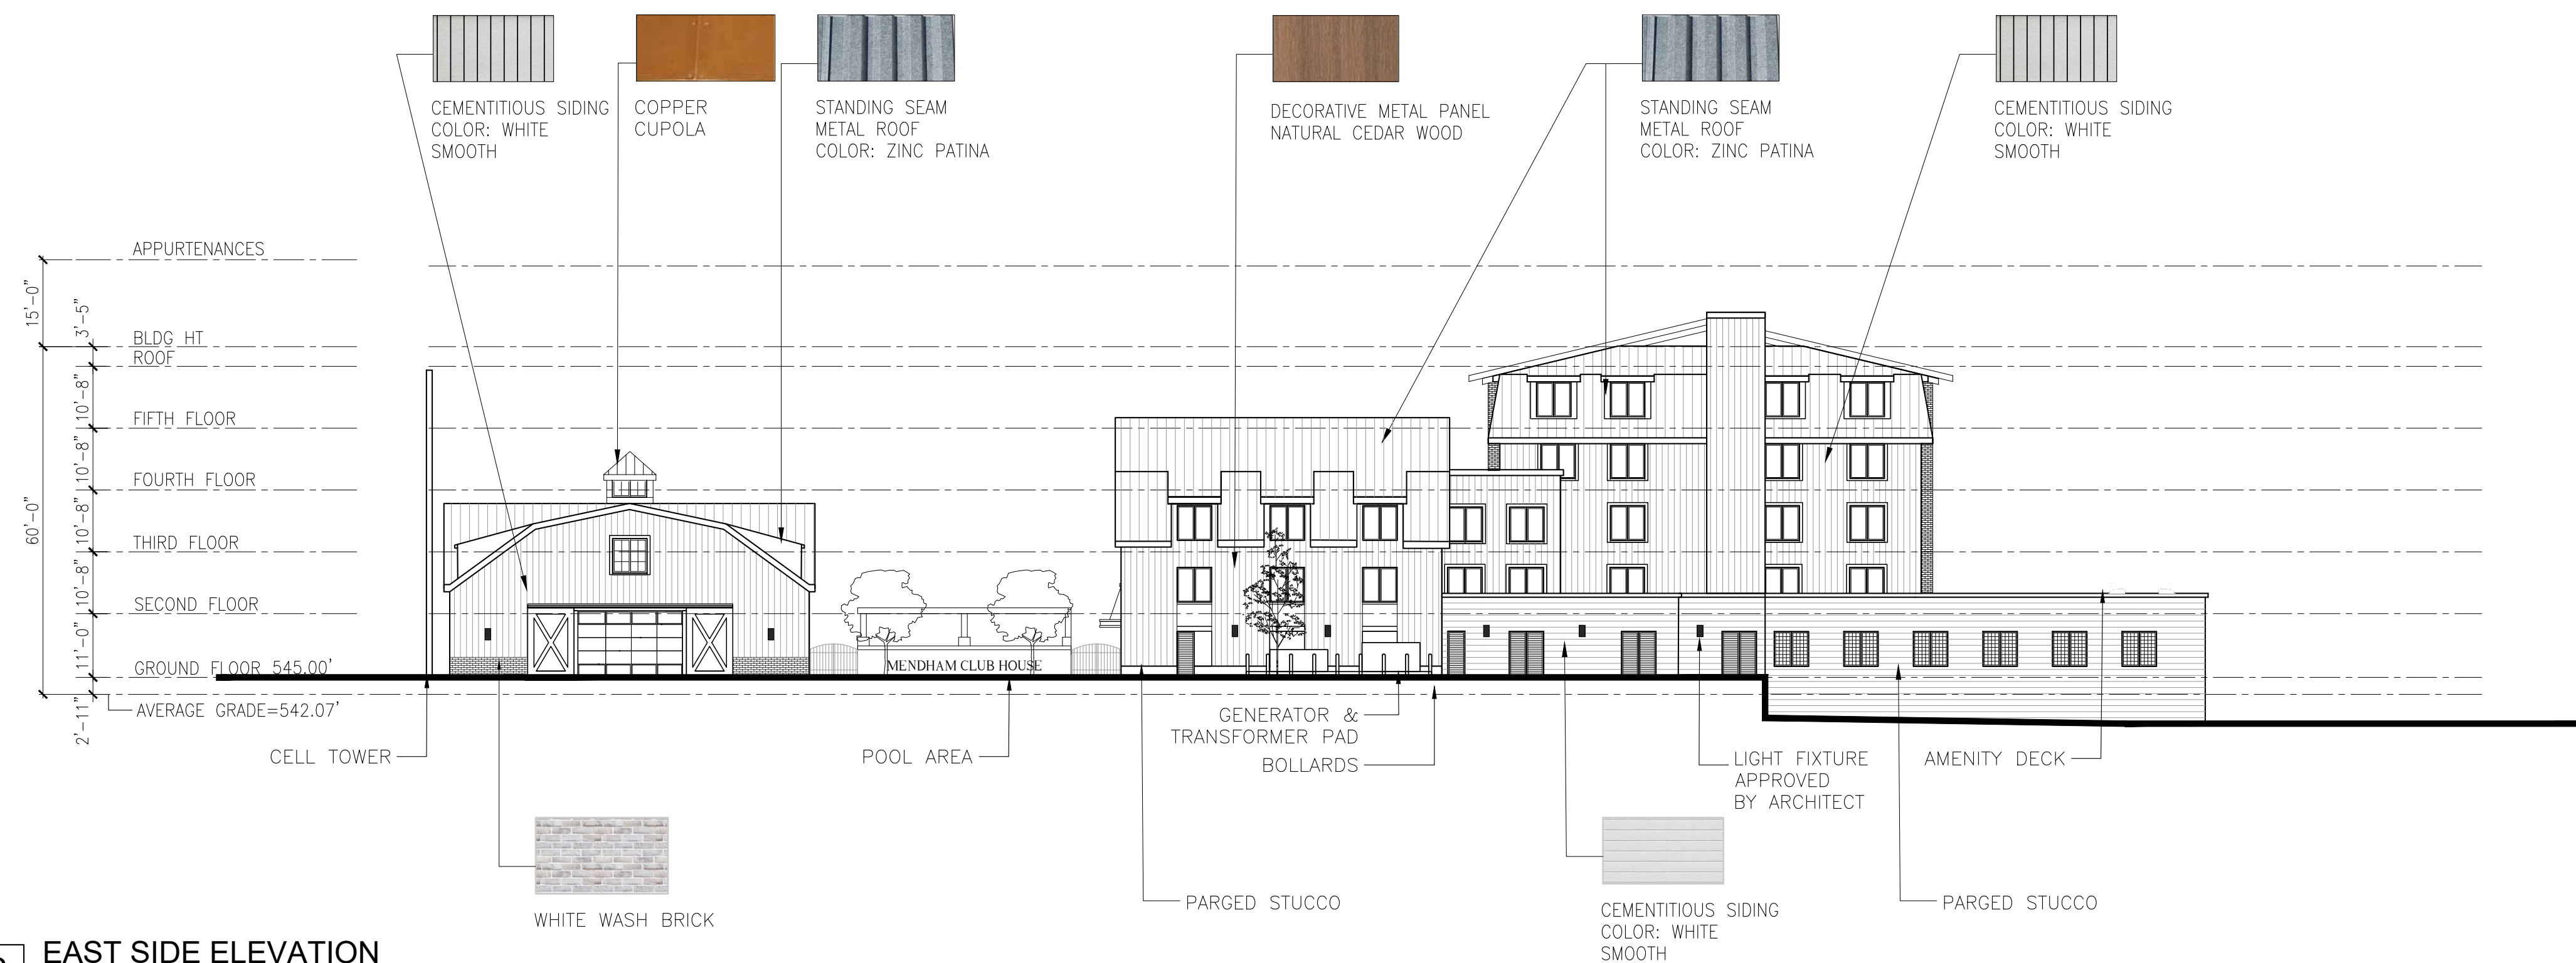 CEMENTITIOUS SIDING
COLOR: WHITE
SMOOTH
COPPER
CUPOLA
STANDING SEAM
METAL ROOF
COLOR: ZINC PATINA
DECORATIVE METAL PANEL
NATURAL CEDAR WOOD
STANDING SEAM
METAL ROOF
COLOR: ZINC PATINA
CEMENTITIOUS SIDING
COLOR: WHITE
SMOOTH
APPURTENANCES
15'-0"
3'-5"
BLDG HT
ROOF
10'-8"
FIFTH FLOOR
10'-8"
FOURTH FLOOR
10'-8"
60'-0"
THIRD FLOOR
10'-8"
SECOND FLOOR
11'-0"
GROUND FLOOR 545.00'
AVERAGE GRADE=542.07'
2'-11"
MENDHAM CLUB HOUSE
CELL TOWER
POOL AREA
GENERATOR &
TRANSFORMER PAD
BOLLARDS
LIGHT FIXTURE
APPROVED
BY ARCHITECT
AMENITY DECK
WHITE WASH BRICK
PARGED STUCCO
CEMENTITIOUS SIDING
COLOR: WHITE
SMOOTH
PARGED STUCCO
EAST SIDE ELEVATION